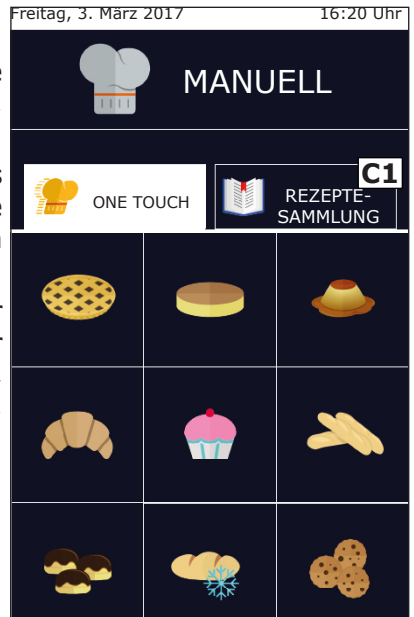 Freitag, 3. März 2017 16:20 Uhr
MANUELL
C1
ONE TOUCH
REZEPTE-
SAMMLUNG